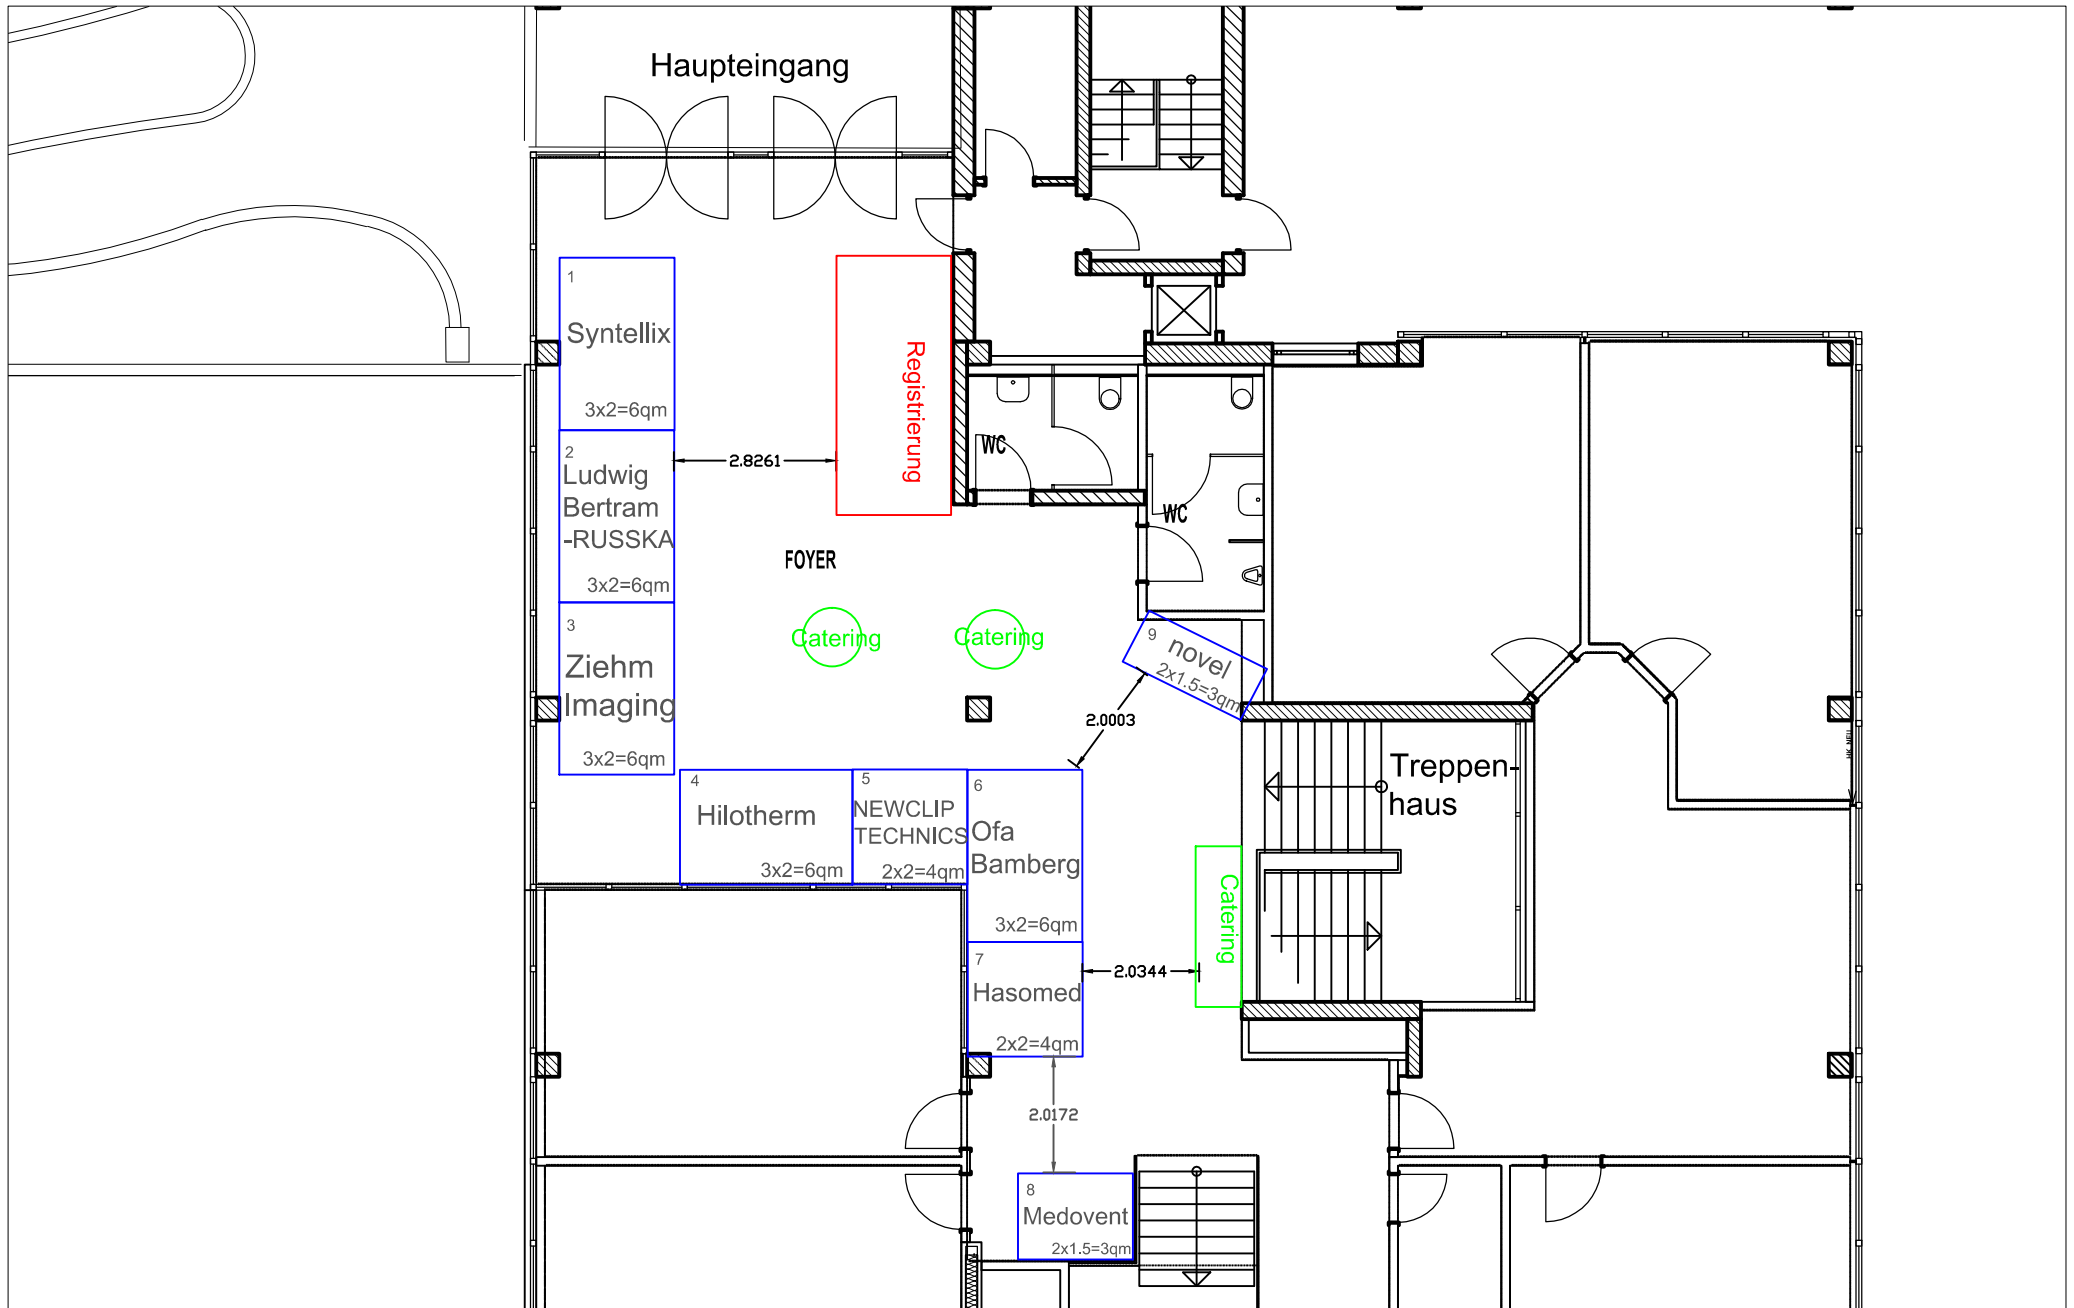 Haupteingang
1
Syntellix
3x2=6qm
Registrierung
2
Ludwig
Bertram
-RUSSKA
3x2=6qm
2.8261
WC
WC
FOYER
3
Ziehm
Imaging
3x2=6qm
Catering
Catering
9
novel
2x1.5=3qm
2.0003
4
Hilotherm
3x2=6qm
5
NEWCLIP
TECHNICS
2x2=4qm
6
Ofa
Bamberg
3x2=6qm
Treppen-
haus
Catering
7
Hasomed
2x2=4qm
2.0344
2.0172
8
Medovent
2x1.5=3qm